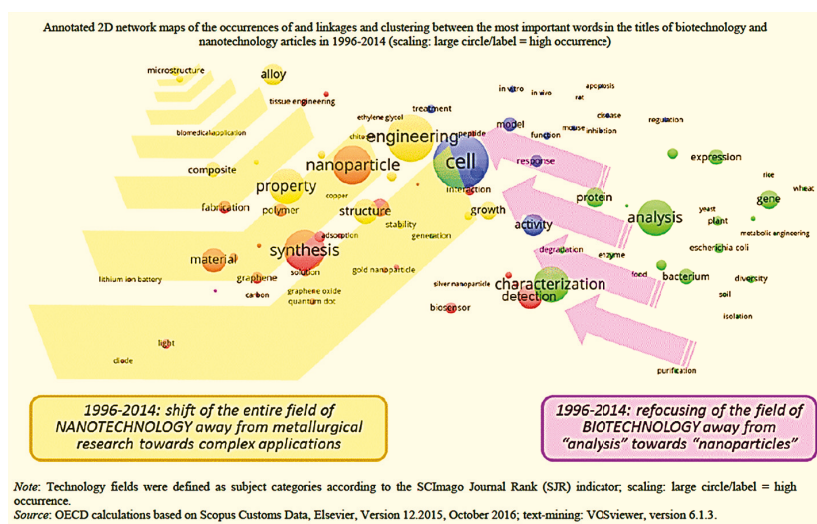 Annotated 2D network maps of the occurrences of and linkages and clustering between the most important words in the titles of biotechnology and
nanotechnology articles in 1996-2014 (scaling: large circle/label = high occurrence)
microstructure
alloy
tissue engineering
in vitro
in vivo
apoptosis
rat
treatment
ethylene glycol
model
disease
regulation
biomedical application
engineering
peptide
function
mouse
inhibition
nanoparticle
cell
response
expression
composite
property
copper
interaction
rice
wheat
protein
gene
fabrication
polymer
structure
growth
analysis
yeast
plant
stability
activity
metabolic engineering
adsorption
generation
synthesis
degradation
enzyme
escherichia coli
material
solution
gold nanoparticle
food
bacterium
diversity
lithium ion battery
graphene
silver nanoparticle
characterization
carbon
graphene oxide
quantum dot
detection
soil
biosensor
isolation
light
diode
purification
1996-2014: shift of the entire field of
NANOTECHNOLOGY away from metallurgical
research towards complex applications
1996-2014: refocusing of the field of
BIOTECHNOLOGY away from
“analysis” towards “nanoparticles”
Note: Technology fields were defined as subject categories according to the SCImago Journal Rank (SJR) indicator; scaling: large circle/label = high
occurrence.
Source: OECD calculations based on Scopus Customs Data, Elsevier, Version 12.2015, October 2016; text-mining: VCSviewer, version 6.1.3.